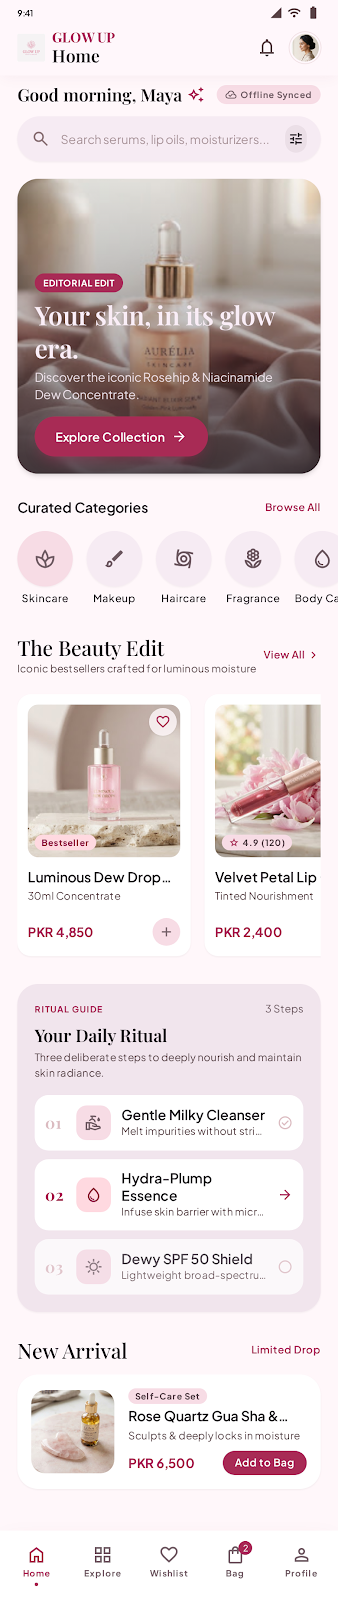 9:41
GLOW UP
GLOW UP
Home
Good morning, Maya
Offline Synced
Search serums, lip oils, moisturizers...
EDITORIAL EDIT
Your skin, in its glow
era.
AURÉLIA
SKINCARE
Discover the iconic Rosehip & Niacinamide
Dew Concentrate.
Explore Collection
Curated Categories
Browse All
Skincare
Makeup
Haircare
Fragrance
Body Ca
The Beauty Edit
View All
Iconic bestsellers crafted for luminous moisture
Bestseller
4.9 (120)
Luminous Dew Drop...
Velvet Petal Lip
30ml Concentrate
Tinted Nourishment
PKR 4,850
PKR 2,400
RITUAL GUIDE
3 Steps
Your Daily Ritual
Three deliberate steps to deeply nourish and maintain
skin radiance.
01
Gentle Milky Cleanser
Melt impurities without stri...
02
Hydra-Plump
Essence
Infuse skin barrier with micr...
03
Dewy SPF 50 Shield
Lightweight broad-spectru...
New Arrival
Limited Drop
Self-Care Set
Rose Quartz Gua Sha &...
Sculpts & deeply locks in moisture
PKR 6,500
Add to Bag
2
Home
Explore
Wishlist
Bag
Profile